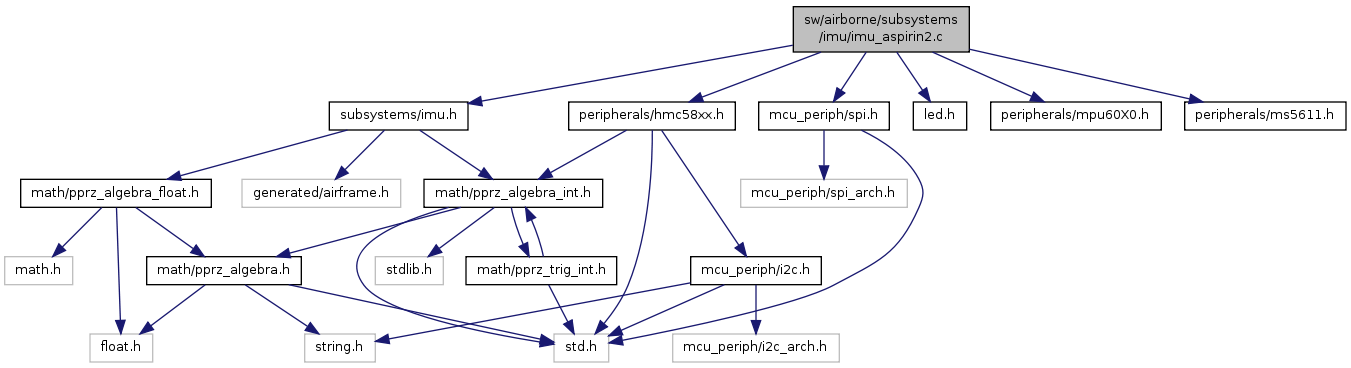 sw/airborne/subsystems
/imu/imu_aspirin2.c
subsystems/imu.h
peripherals/hmc58xx.h
mcu_periph/spi.h
led.h
peripherals/mpu60X0.h
peripherals/ms5611.h
math/pprz_algebra_float.h
generated/airframe.h
math/pprz_algebra_int.h
mcu_periph/spi_arch.h
math.h
math/pprz_algebra.h
stdlib.h
math/pprz_trig_int.h
mcu_periph/i2c.h
float.h
string.h
std.h
mcu_periph/i2c_arch.h